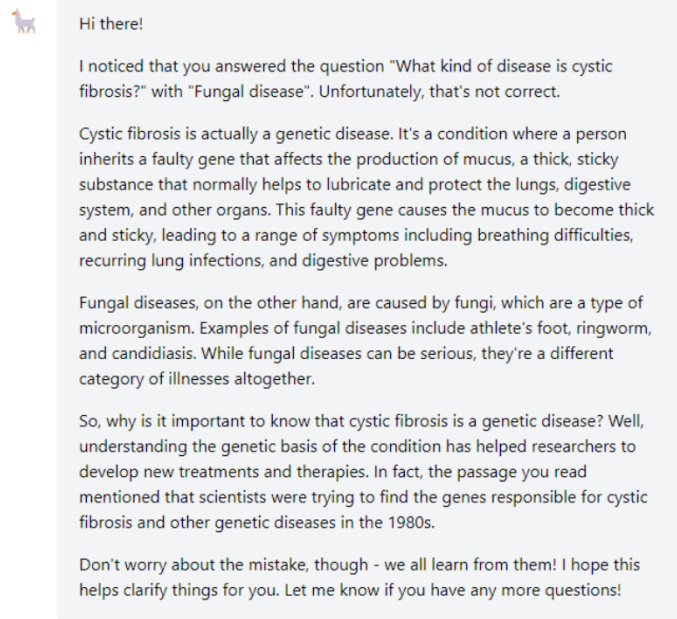 Hi there!
I noticed that you answered the question "What kind of disease is cystic
fibrosis?" with "Fungal disease". Unfortunately, that's not correct.
Cystic fibrosis is actually a genetic disease. It's a condition where a person
inherits a faulty gene that affects the production of mucus, a thick, sticky
substance that normally helps to lubricate and protect the lungs, digestive
system, and other organs. This faulty gene causes the mucus to become thick
and sticky, leading to a range of symptoms including breathing difficulties,
recurring lung infections, and digestive problems.
Fungal diseases, on the other hand, are caused by fungi, which are a type of
microorganism. Examples of fungal diseases include athlete's foot, ringworm,
and candidiasis. While fungal diseases can be serious, they're a different
category of illnesses altogether.
So, why is it important to know that cystic fibrosis is a genetic disease? Well,
understanding the genetic basis of the condition has helped researchers to
develop new treatments and therapies. In fact, the passage you read
mentioned that scientists were trying to find the genes responsible for cystic
fibrosis and other genetic diseases in the 1980s.
Don't worry about the mistake, though - we all learn from them! I hope this
helps clarify things for you. Let me know if you have any more questions!